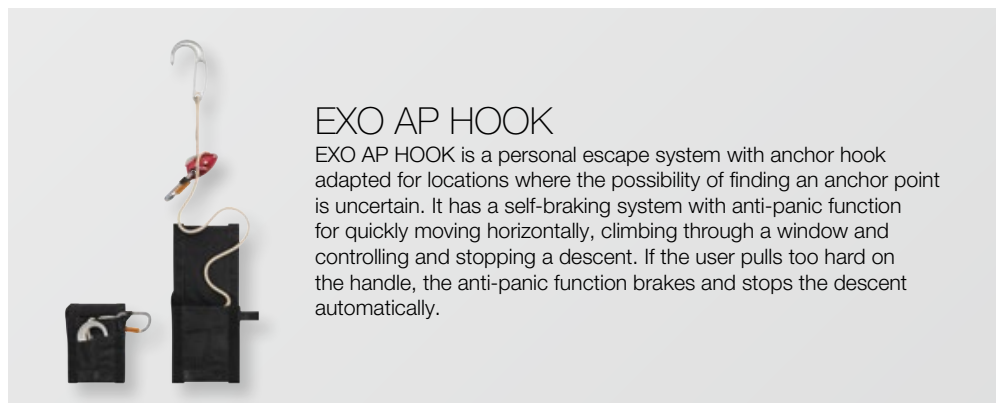 EXO AP HOOK
EXO AP HOOK is a personal escape system with anchor hook
adapted for locations where the possibility of finding an anchor point
is uncertain. It has a self-braking system with anti-panic function
for quickly moving horizontally, climbing through a window and
controlling and stopping a descent. If the user pulls too hard on
the handle, the anti-panic function brakes and stops the descent
automatically.